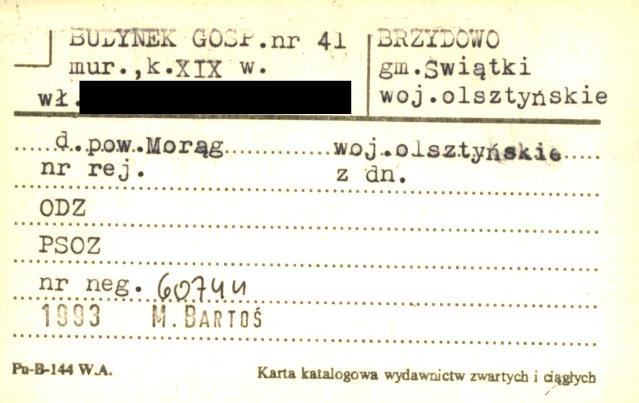 BUDYNEK GOSP.nr 41
mur.,k.XIX w.
wł.
BRZYDOWO
gm.Świątki
woj.olsztyńskie
d.pow.Morąg woj.olsztyńskie
nr rej. z dn.
ODZ
PSOZ
nr neg. 60744
1993 M. BARTOŚ
Pu-B-144 W.A. Karta katalogowa wydawnictw zwartych i ciągłych